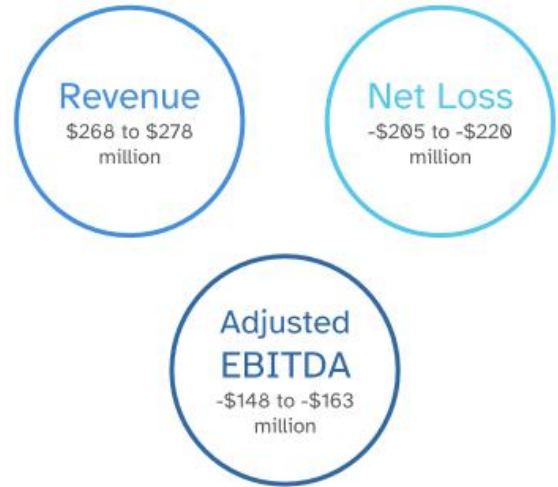 Revenue
$268 to $278
million
Net Loss
-$205 to -$220
million
Adjusted
EBITDA
-$148 to -$163
million